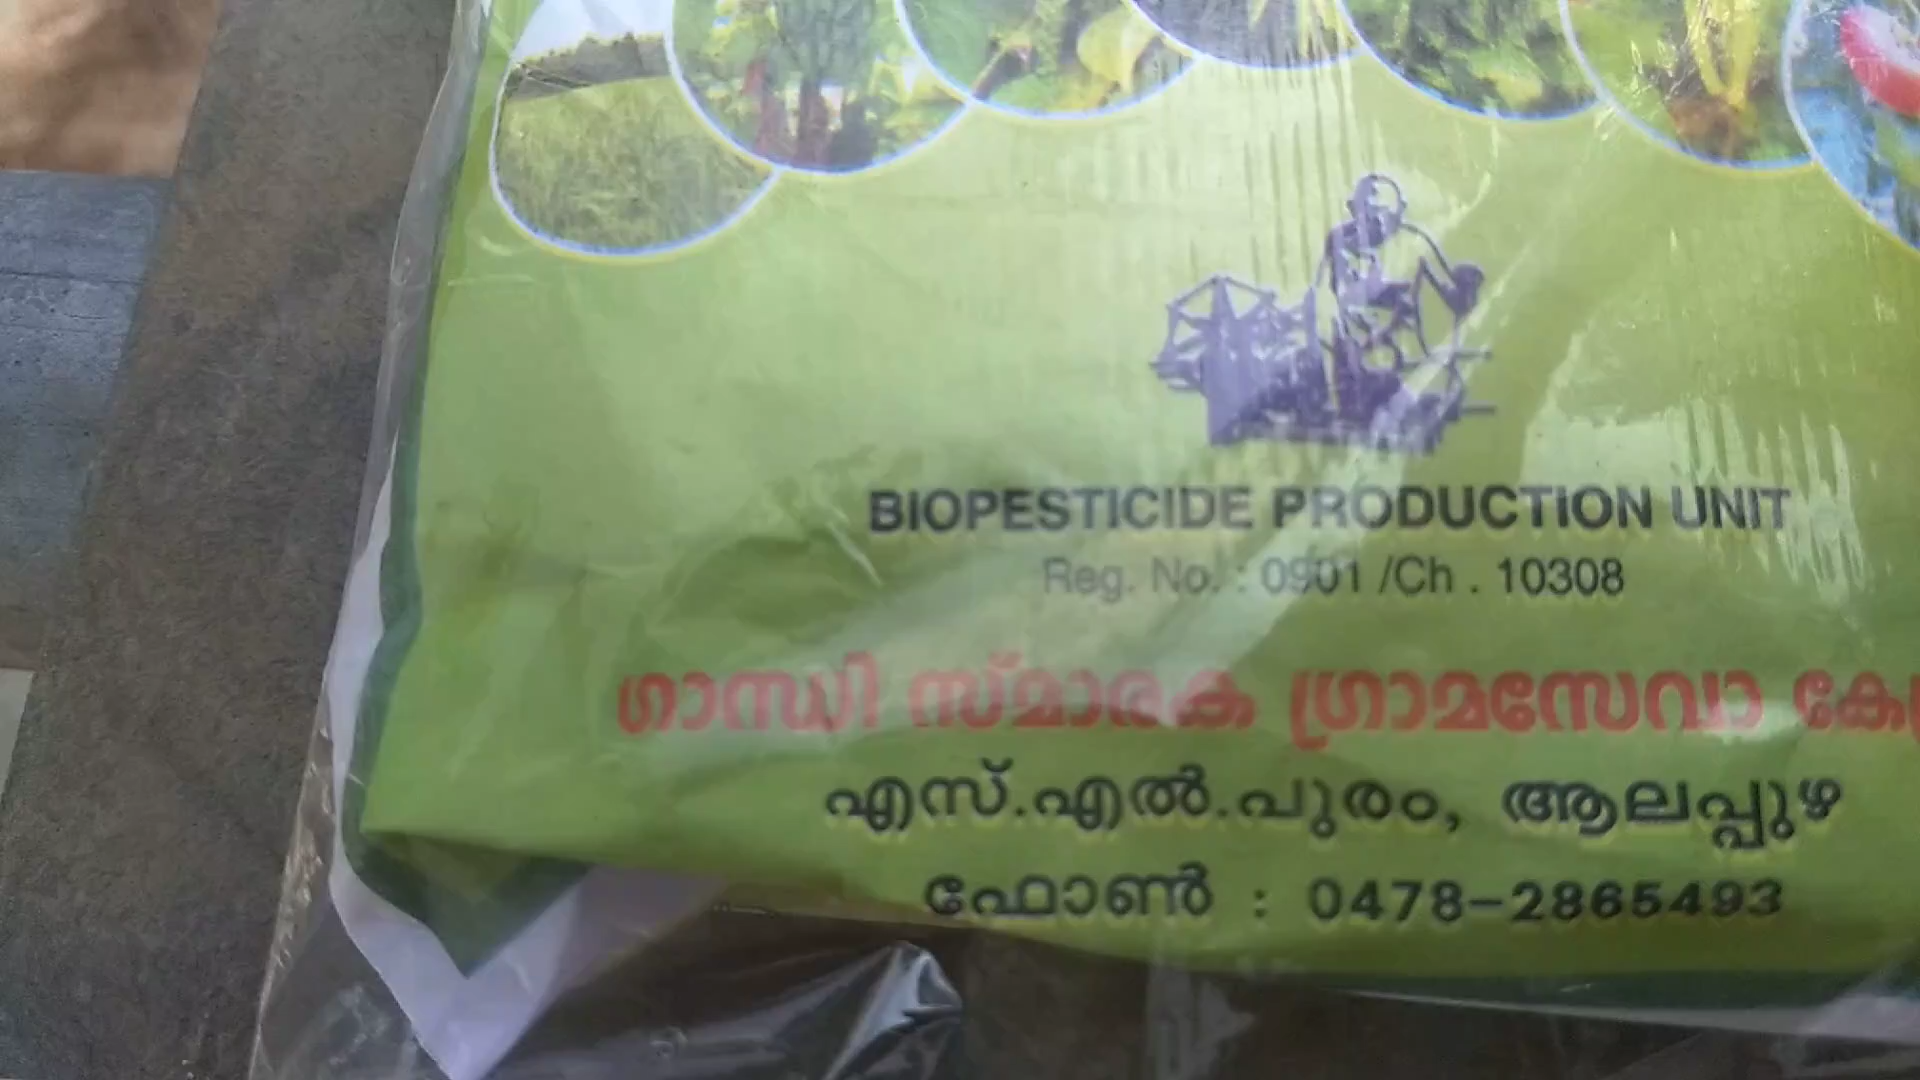 BIOPESTICIDE PRODUCTION UNIT
Reg. No. : 0901 /Ch . 10308
ഗാന്ധി സ്മാരക ഗ്രാമസേവാ
എസ്.എൽ.പുരം, ആലപ്പുഴ
ഫോൺ : 0478-2865493